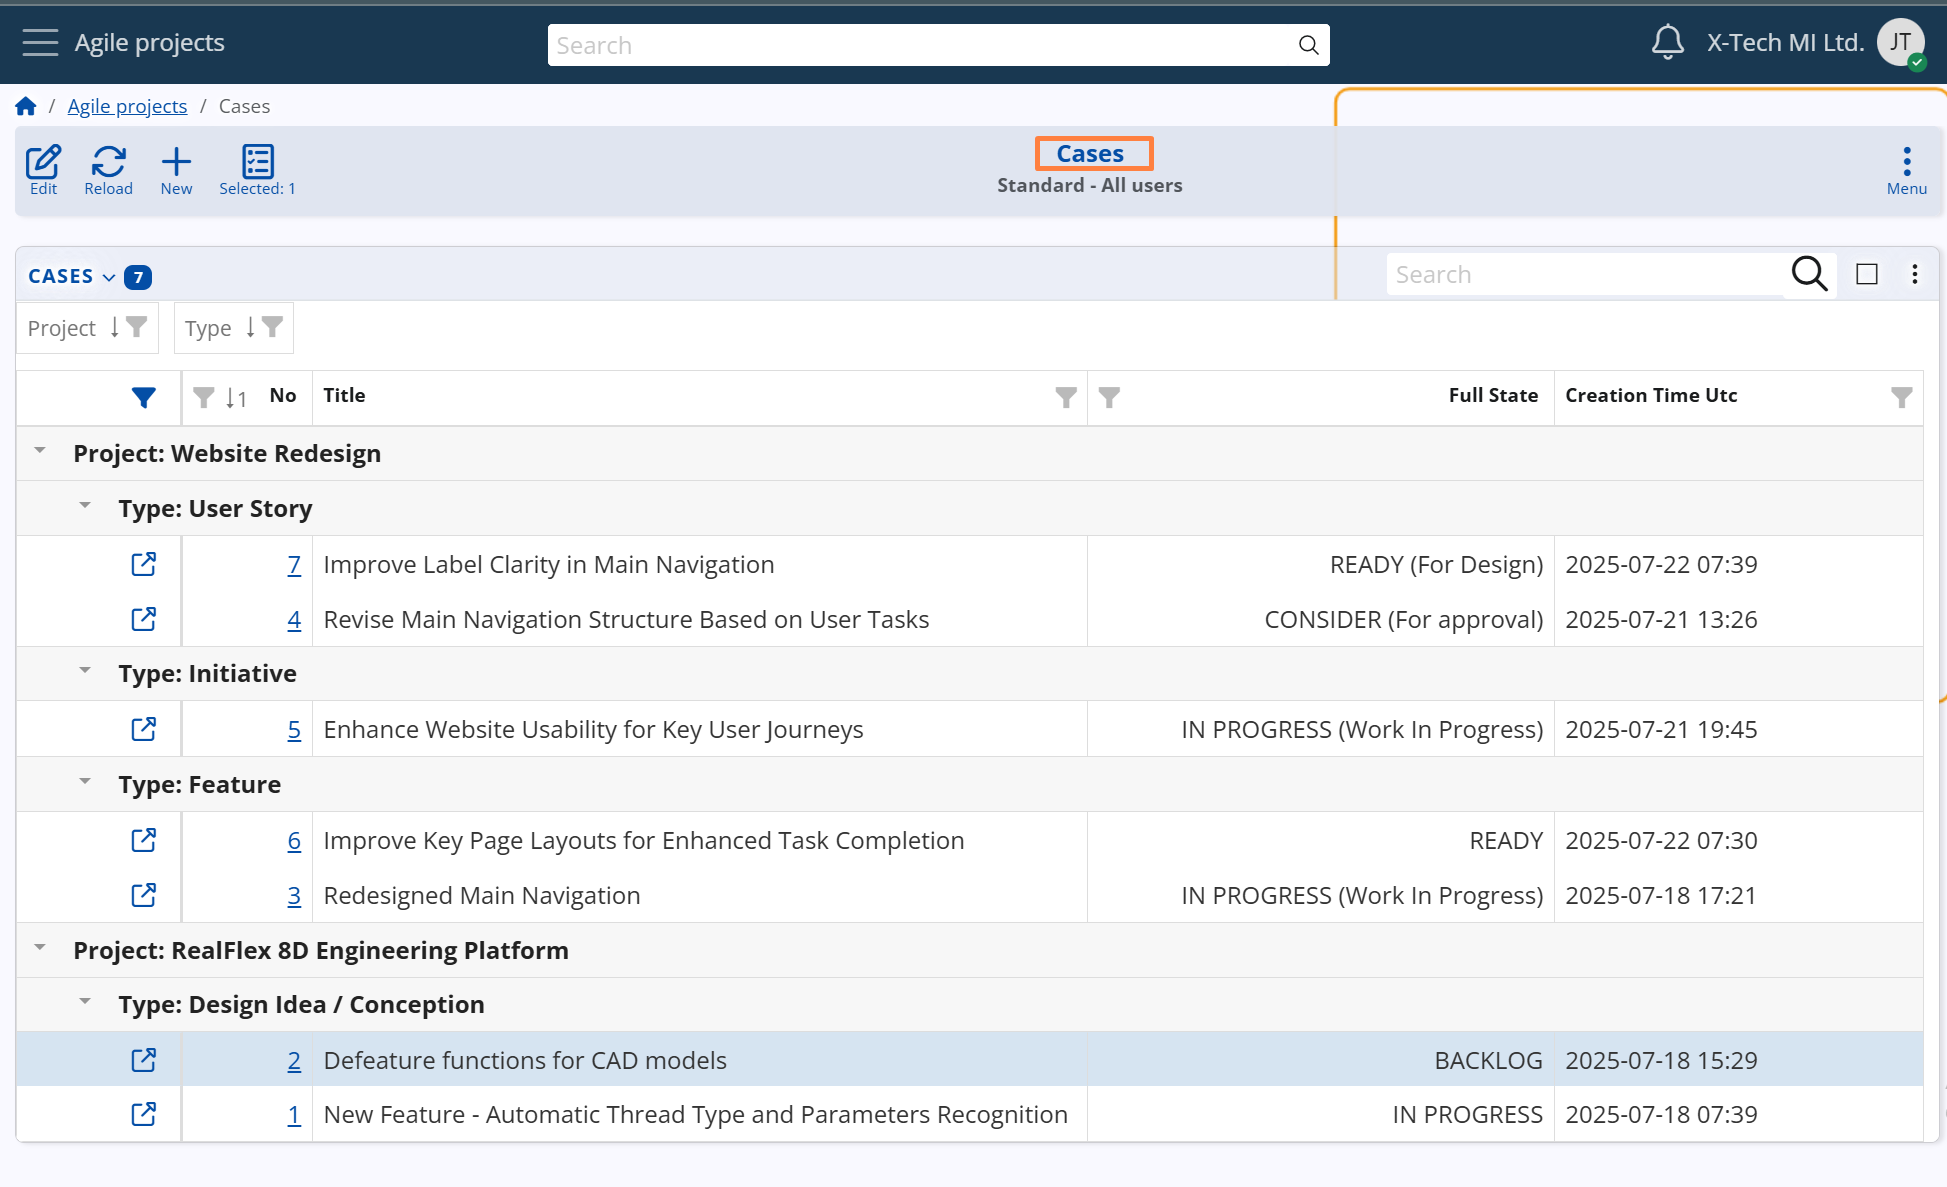 Agile projects
Search
X-Tech MI Ltd.
JT
/ Agile projects / Cases
Edit
Reload
New
Selected: 1
Cases
Standard - All users
Menu
CASES 7
Search
Project
Type
1 No Title Full State Creation Time Utc
Project: Website Redesign
Type: User Story
7 Improve Label Clarity in Main Navigation READY (For Design) 2025-07-22 07:39
4 Revise Main Navigation Structure Based on User Tasks CONSIDER (For approval) 2025-07-21 13:26
Type: Initiative
5 Enhance Website Usability for Key User Journeys IN PROGRESS (Work In Progress) 2025-07-21 19:45
Type: Feature
6 Improve Key Page Layouts for Enhanced Task Completion READY 2025-07-22 07:30
3 Redesigned Main Navigation IN PROGRESS (Work In Progress) 2025-07-18 17:21
Project: RealFlex 8D Engineering Platform
Type: Design Idea / Conception
2 Defeature functions for CAD models BACKLOG 2025-07-18 15:29
1 New Feature - Automatic Thread Type and Parameters Recognition IN PROGRESS 2025-07-18 07:39